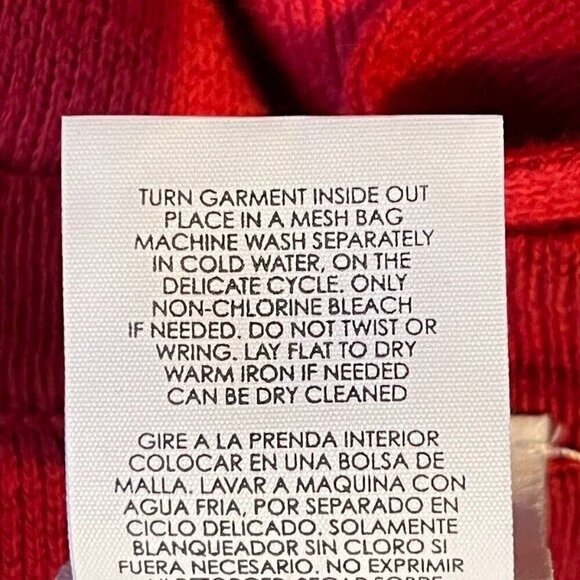 TURN GARMENT INSIDE OUT
PLACE IN A MESH BAG
MACHINE WASH SEPARATELY
IN COLD WATER, ON THE
DELICATE CYCLE. ONLY
NON-CHLORINE BLEACH
IF NEEDED. DO NOT TWIST OR
WRING. LAY FLAT TO DRY
WARM IRON IF NEEDED
CAN BE DRY CLEANED
GIRE A LA PRENDA INTERIOR
COLOCAR EN UNA BOLSA DE
MALLA. LAVAR A MAQUINA CON
AGUA FRIA, POR SEPARADO EN
CICLO DELICADO. SOLAMENTE
BLANQUEADOR SIN CLORO SI
FUERA NECESARIO. NO EXPRIMIR